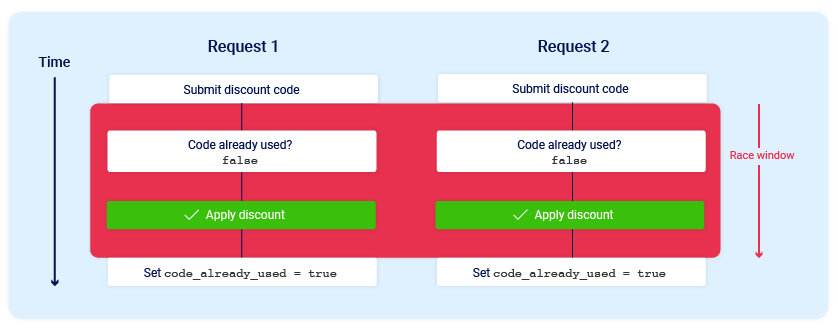 Request 1
Request 2
Time
Submit discount code
Submit discount code
Code already used?
false
Code already used?
false
Race window
Apply discount
Apply discount
Set code_already_used = true
Set code_already_used = true